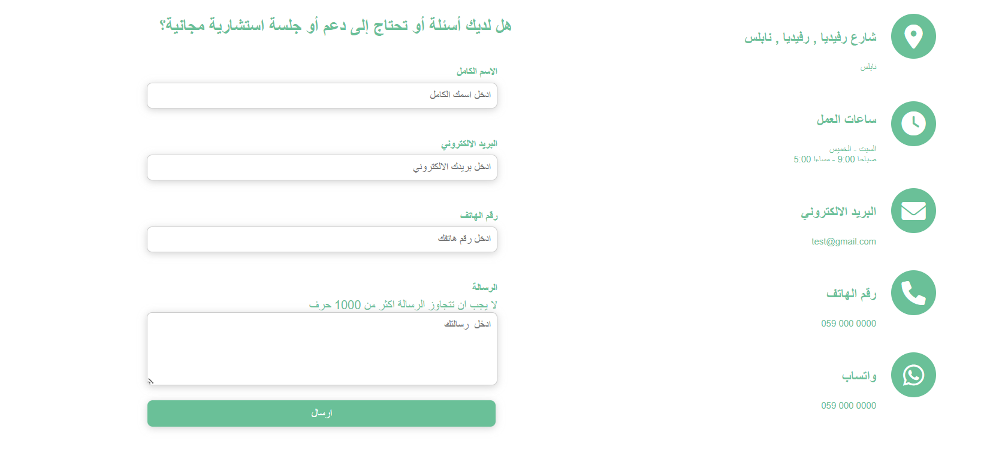 شارع رفيديا , رفيديا , نابلس
نابلس
ساعات العمل
السبت - الخميس
صباحا 9:00 - مساءا 5:00
البريد الالكتروني
test@gmail.com
رقم الهاتف
059 000 0000
واتساب
059 000 0000
هل لديك أسئلة أو تحتاج إلى دعم أو جلسة استشارية مجانية؟
الاسم الكامل
ادخل اسمك الكامل
البريد الالكتروني
ادخل بريدك الالكتروني
رقم الهاتف
ادخل رقم هاتفك
الرسالة
لا يجب ان تتجاوز الرسالة اكثر من 1000 حرف
ادخل رسالتك
ارسال